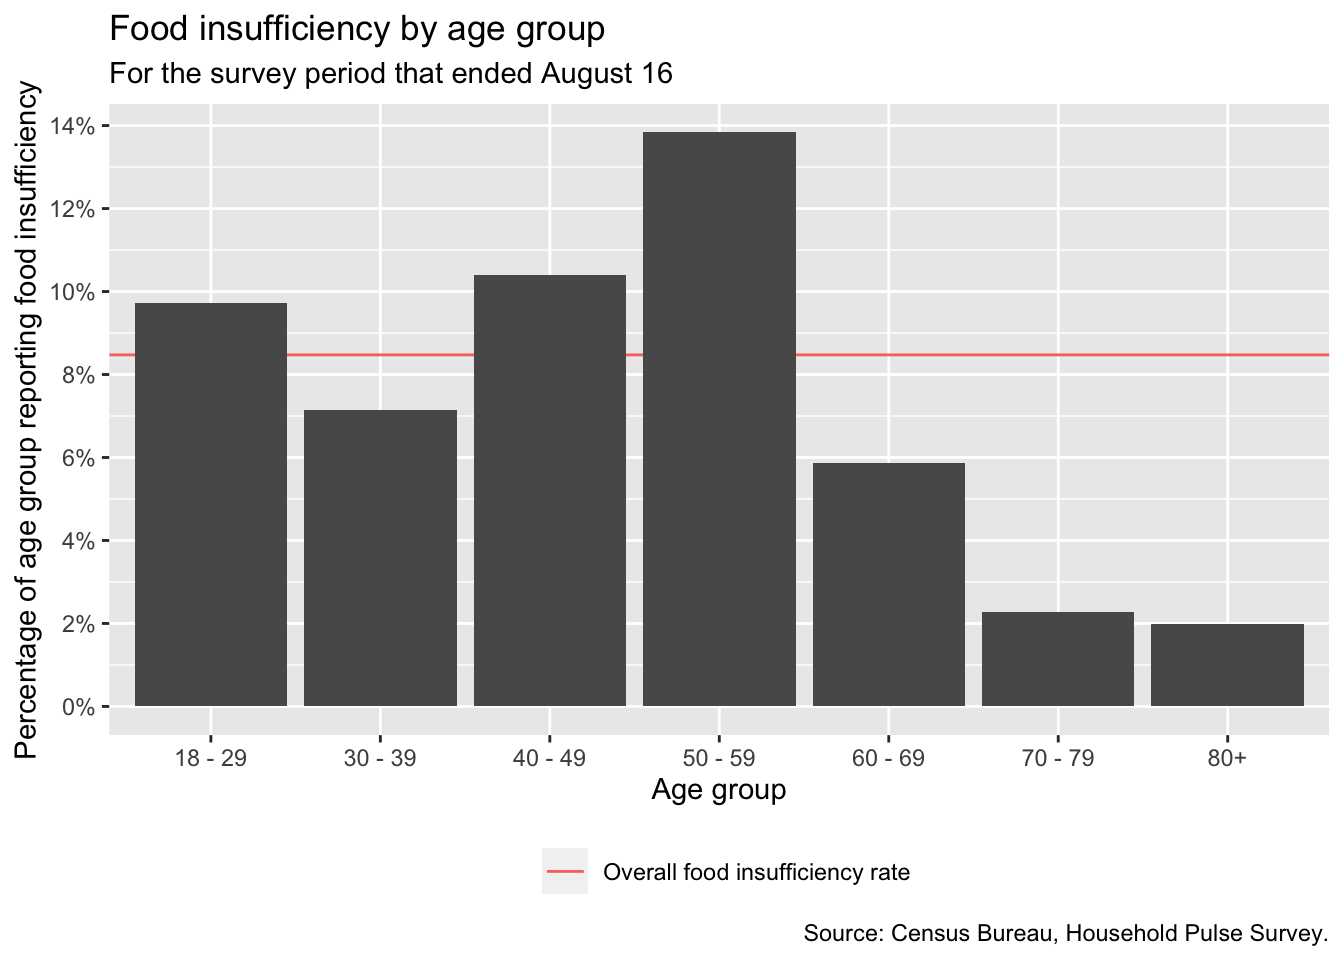 Food insufficiency by age group
For the survey period that ended August 16
Percentage of age group reporting food insufficiency
14%
12%
10%
8%
6%
4%
2%
0%
18 - 29
30 - 39
40 - 49
50 - 59
60 - 69
70 - 79
80+
Age group
Overall food insufficiency rate
Source: Census Bureau, Household Pulse Survey.